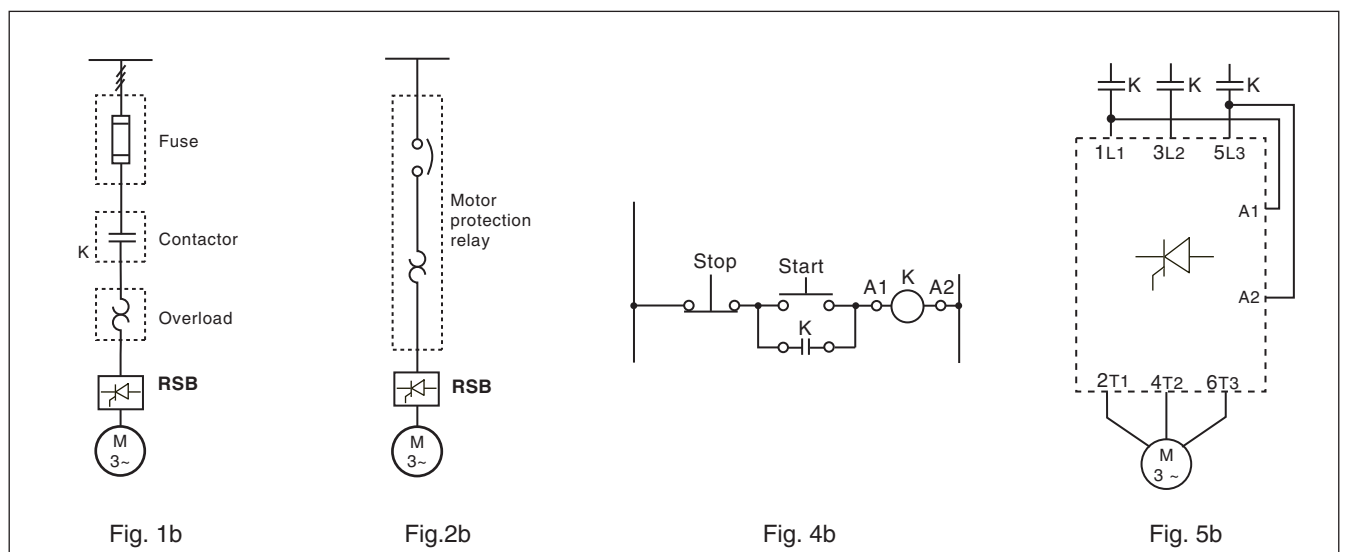 Fuse
K
Contactor
Overload
RSB
M
3~
Fig. 1b
Motor
protection
relay
RSB
M
3~
Fig.2b
Stop
Start
A1
K
A2
K
Fig. 4b
K
K
K
1L1
3L2
5L3
A1
A2
2T1
4T2
6T3
M
3 ~
Fig. 5b